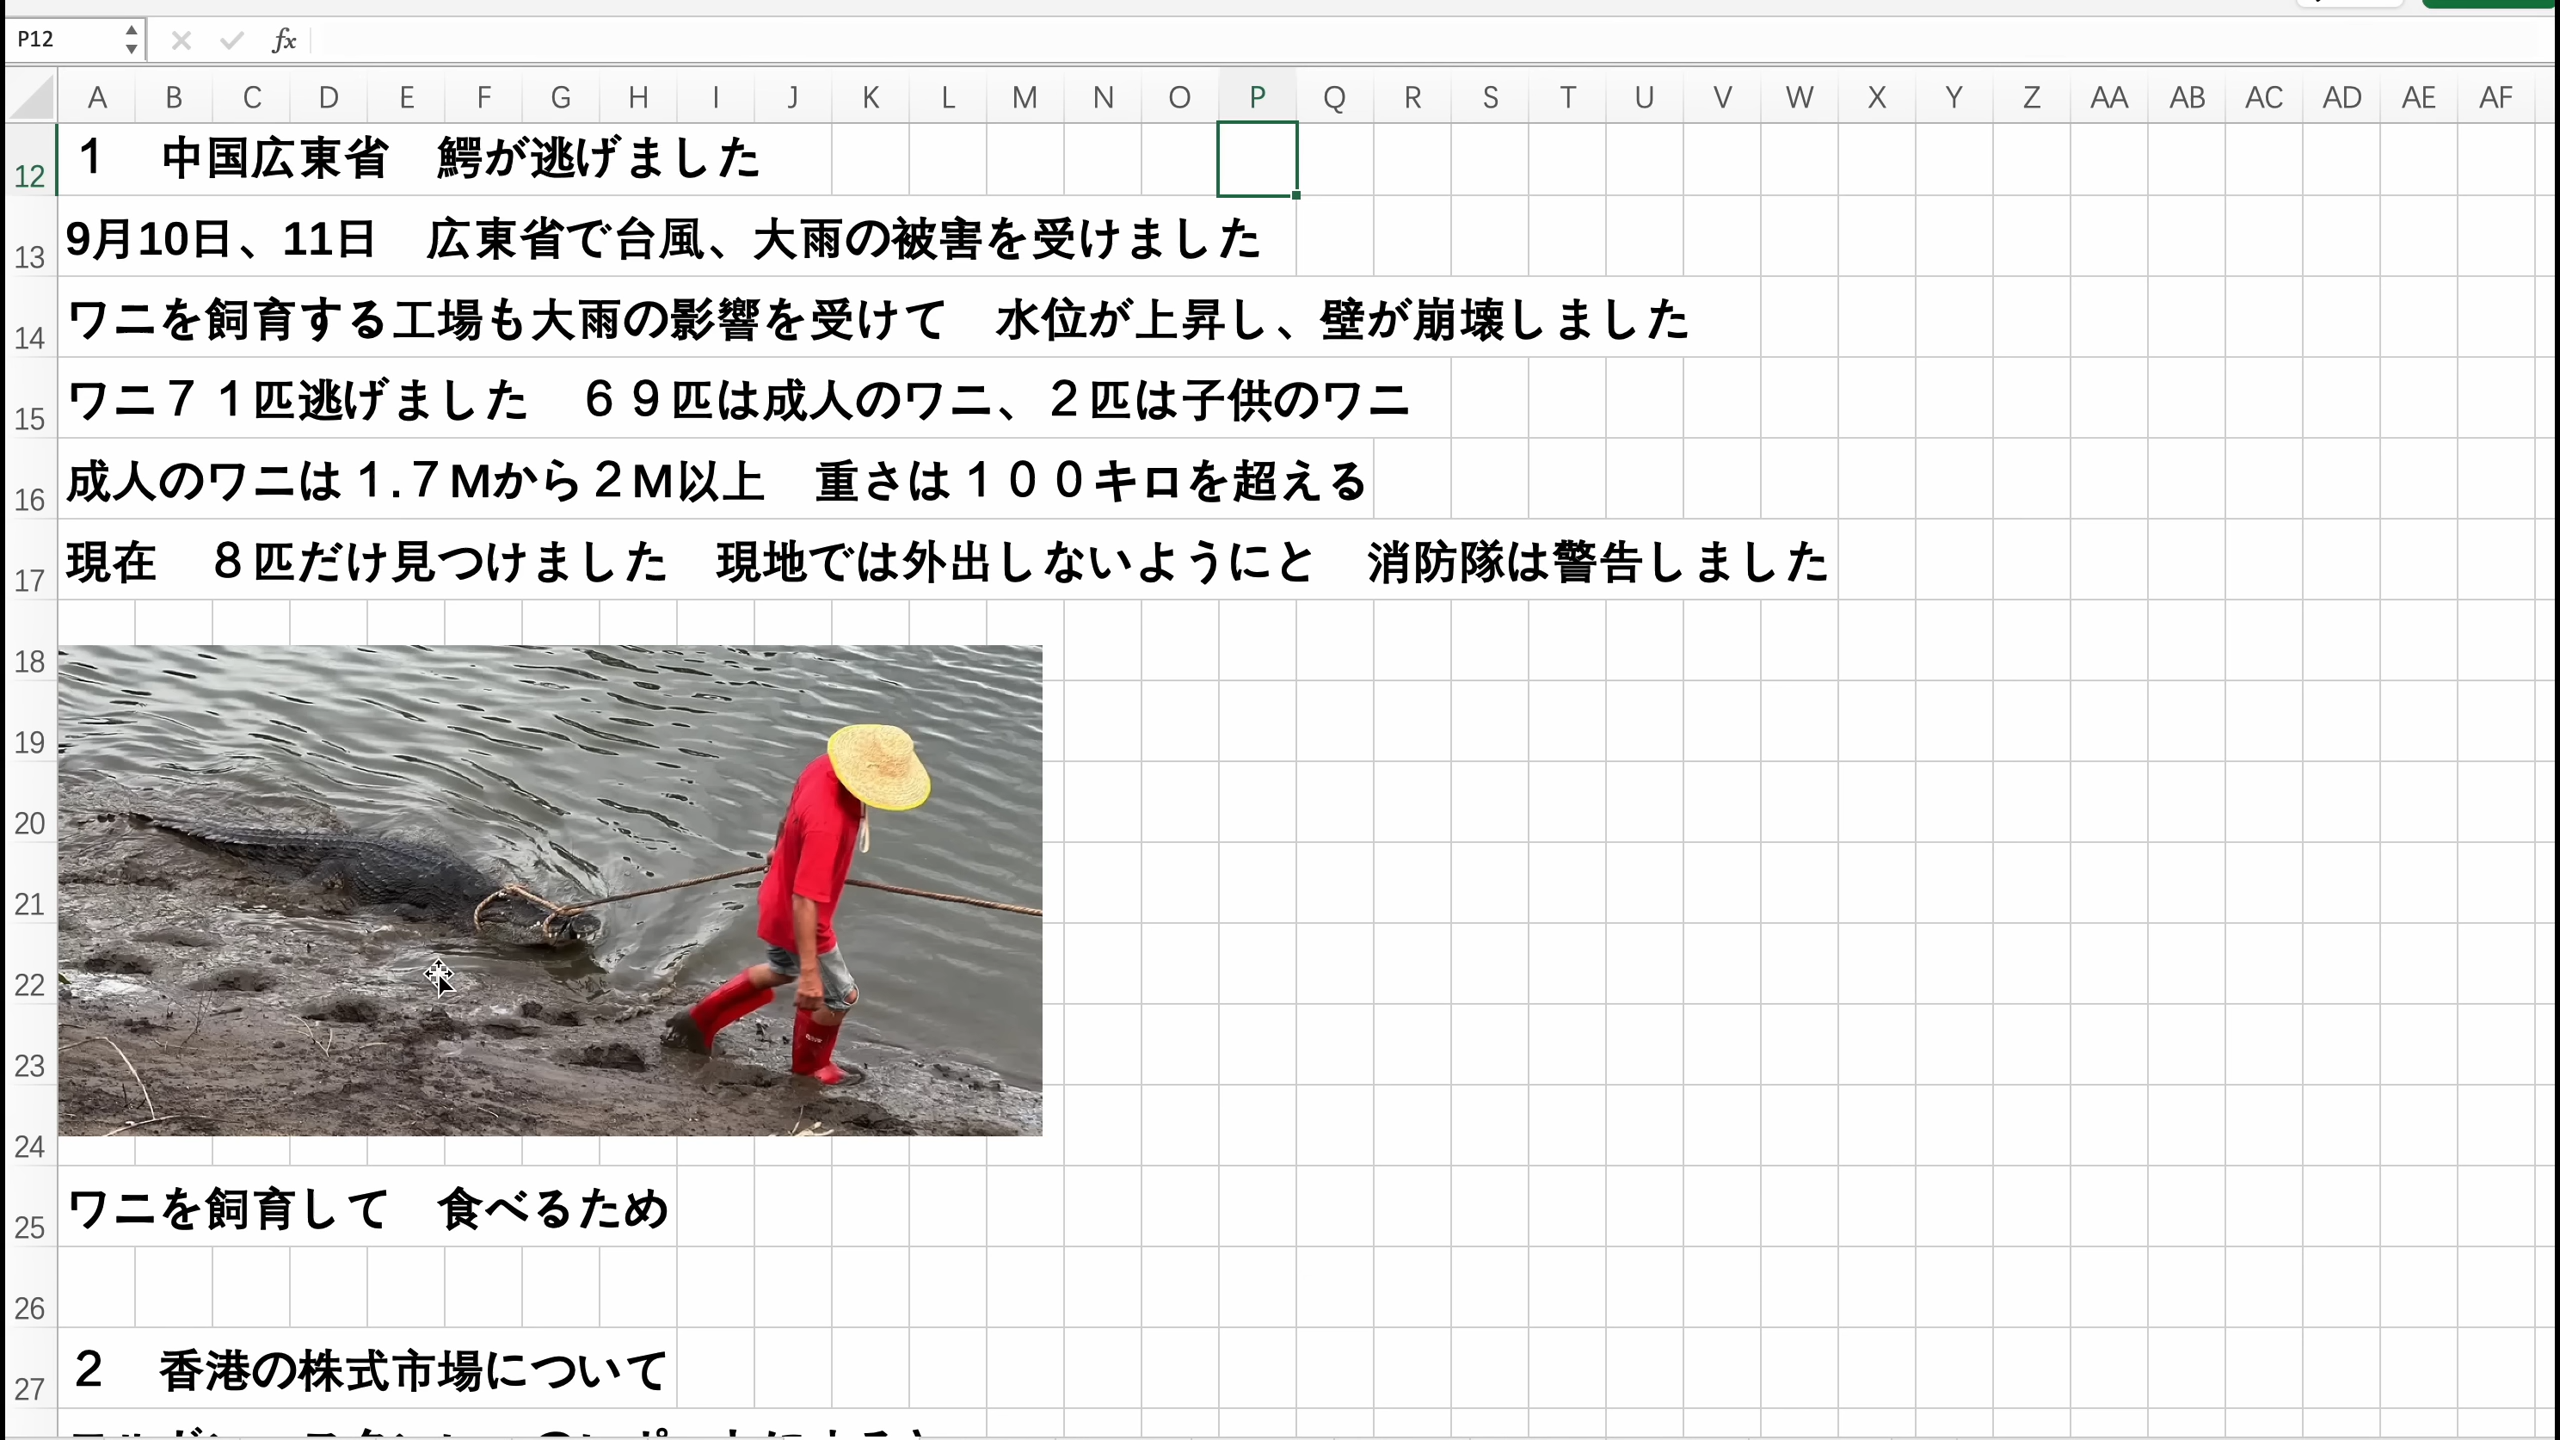 P12
fx
A B C D E F G H I J K L M N O P Q R S T U V W X Y Z AA AB AC AD AE AF
12 １　中国広東省　鰐が逃げました
13 9月10日、11日　広東省で台風、大雨の被害を受けました
14 ワニを飼育する工場も大雨の影響を受けて　水位が上昇し、壁が崩壊しました
15 ワニ７１匹逃げました　６９匹は成人のワニ、２匹は子供のワニ
16 成人のワニは１.７Mから２M以上　重さは１００キロを超える
17 現在　８匹だけ見つけました　現地では外出しないようにと　消防隊は警告しました
18
19
20
21
22
23
24
25 ワニを飼育して　食べるため
26
27 ２　香港の株式市場について